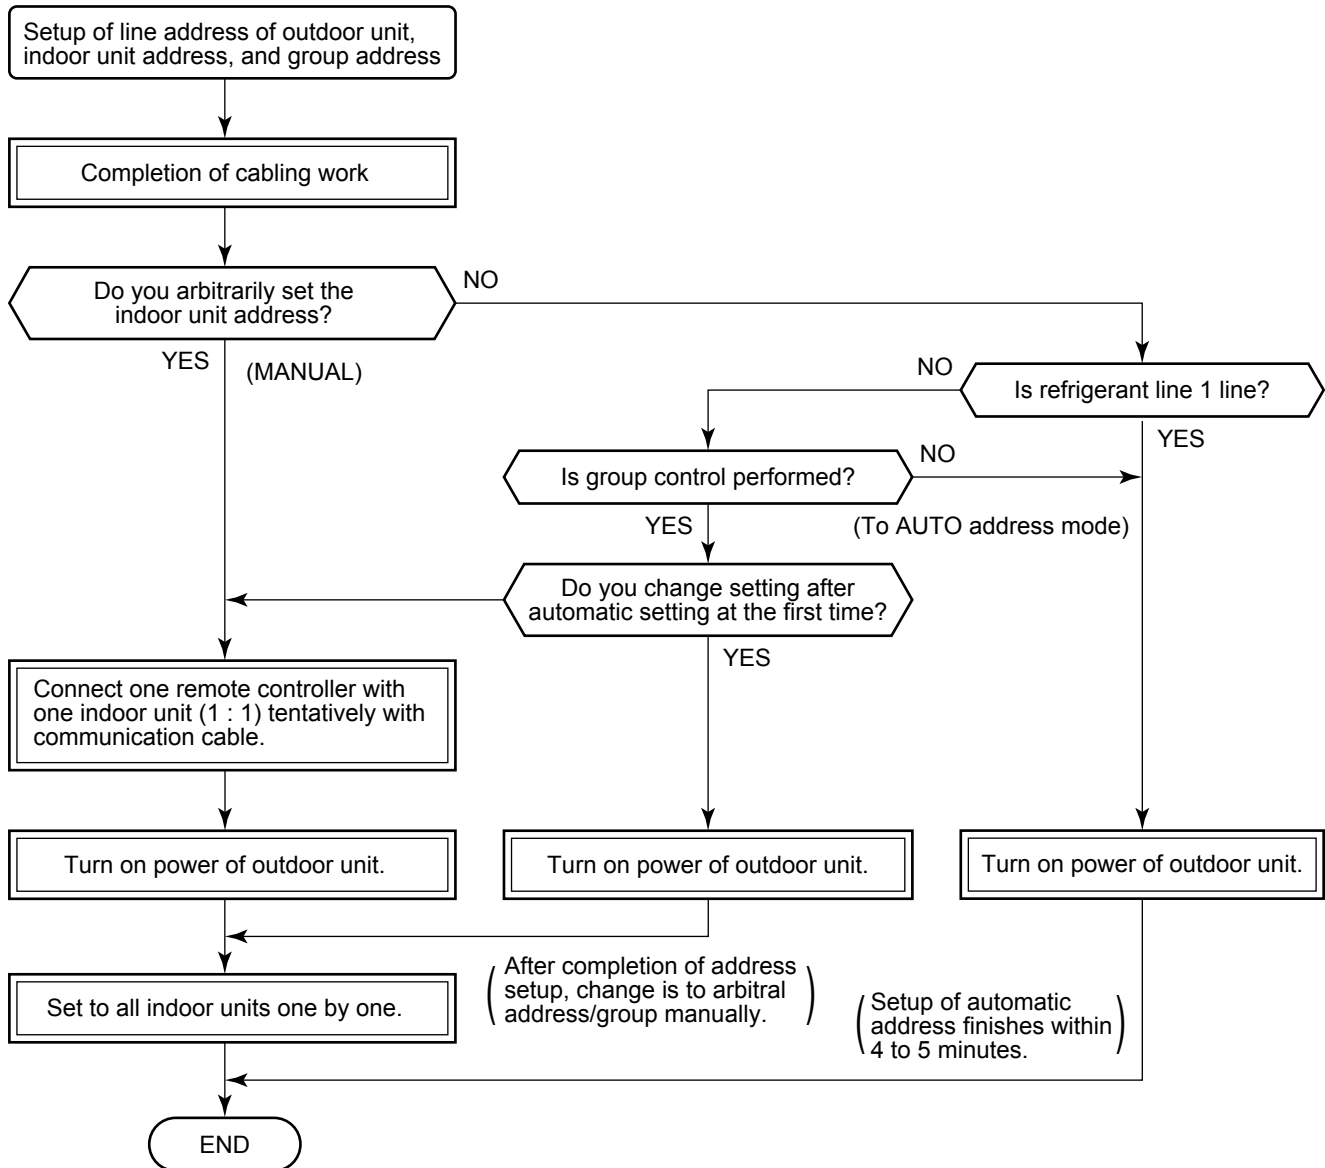 Setup of line address of outdoor unit,
indoor unit address, and group address
Completion of cabling work
Do you arbitrarily set the
indoor unit address?
NO
YES
(MANUAL)
NO
Is refrigerant line 1 line?
YES
Is group control performed?
NO
YES
(To AUTO address mode)
Do you change setting after
automatic setting at the first time?
YES
Connect one remote controller with
one indoor unit (1 : 1) tentatively with
communication cable.
Turn on power of outdoor unit.
Turn on power of outdoor unit.
Turn on power of outdoor unit.
(After completion of address
setup, change is to arbitral
address/group manually.)
Set to all indoor units one by one.
(Setup of automatic
address finishes within
4 to 5 minutes.)
END